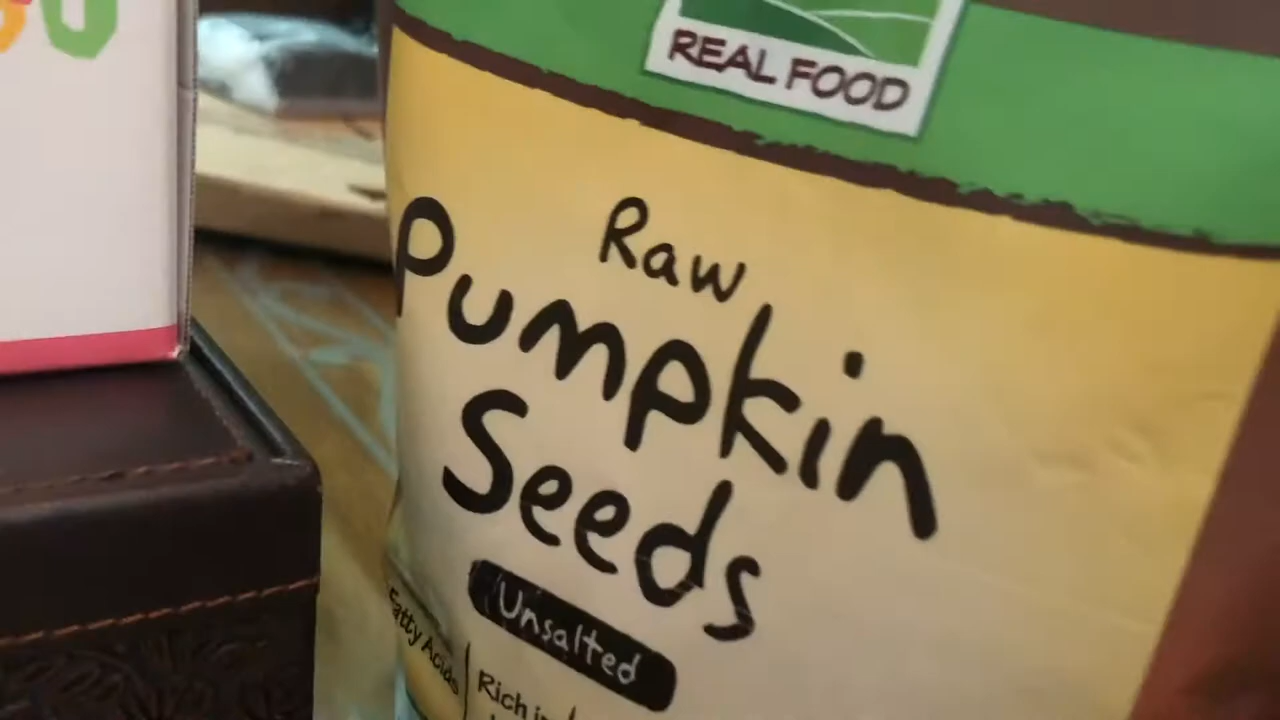 REAL FOOD
Raw
Pumpkin
Seeds
Unsalted
Fatty Acids
Rich in